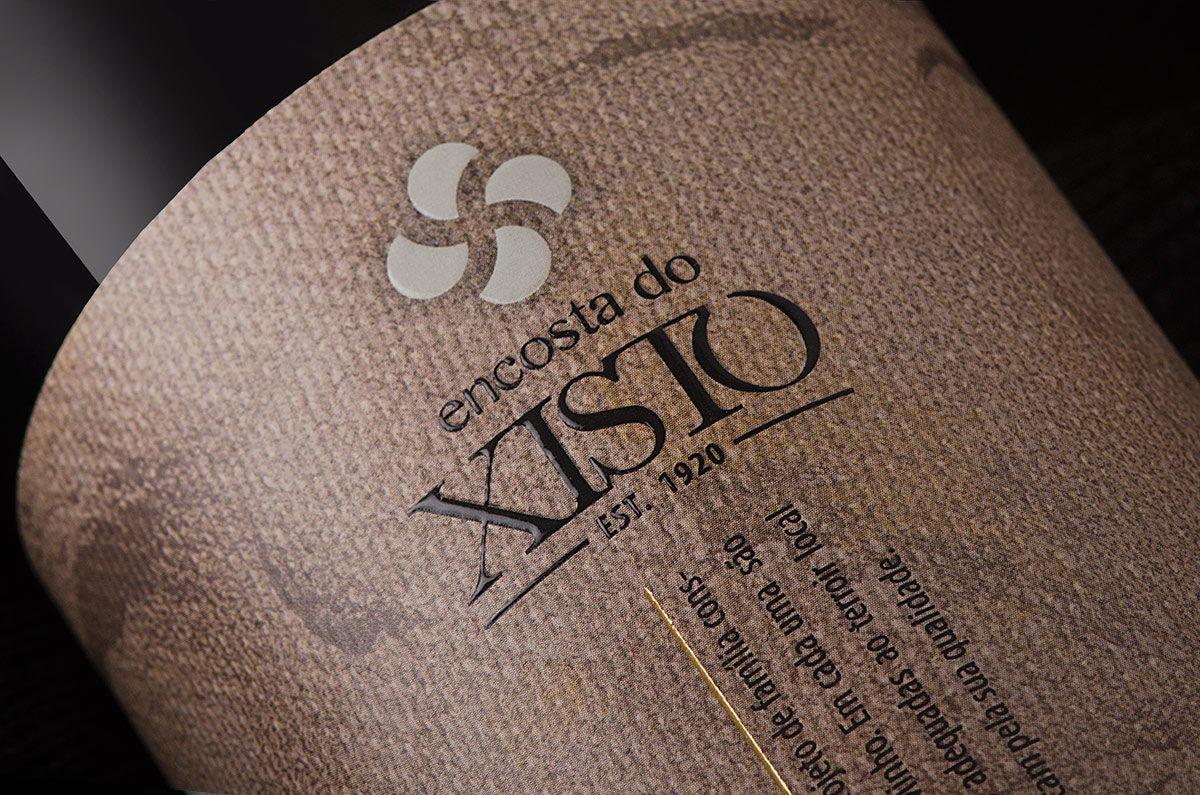 encosta do
XISTO
EST. 1920
ojeto de família cons-
inho. Em cada uma são
adequadas ao terroir local
cam pela sua qualidade.